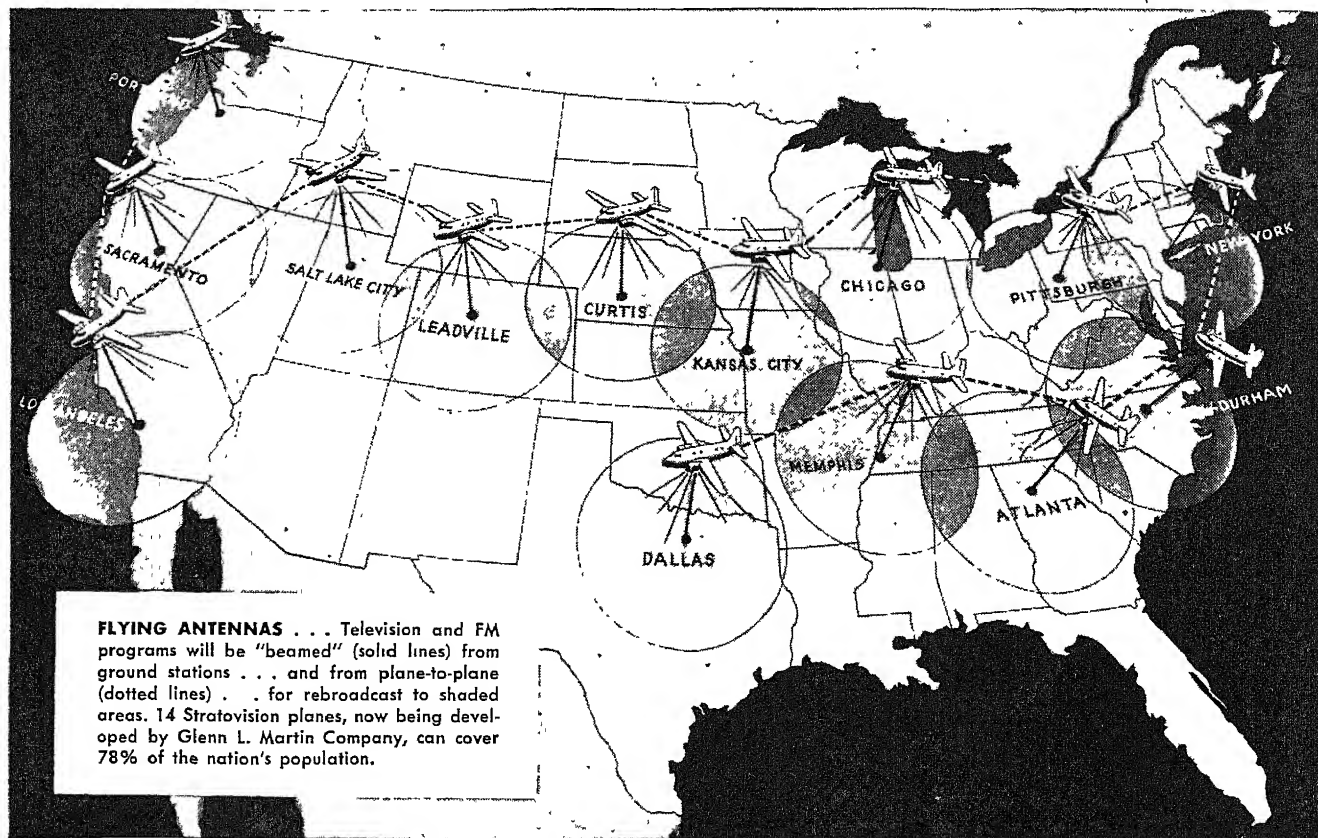 POR
SACRAMENTO
SALT LAKE CITY
LEADVILLE
CURTIS
KANSAS CITY
CHICAGO
PITTSBURGH
NEW YORK
LO NGELES
DURHAM
MEMPHIS
ATLANTA
DALLAS
FLYING ANTENNAS . . . Television and FM
programs will be "beamed" (solid lines) from
ground stations . . . and from plane-to-plane
(dotted lines) . . for rebroadcast to shaded
areas. 14 Stratovision planes, now being devel-
oped by Glenn L. Martin Company, can cover
78% of the nation's population.